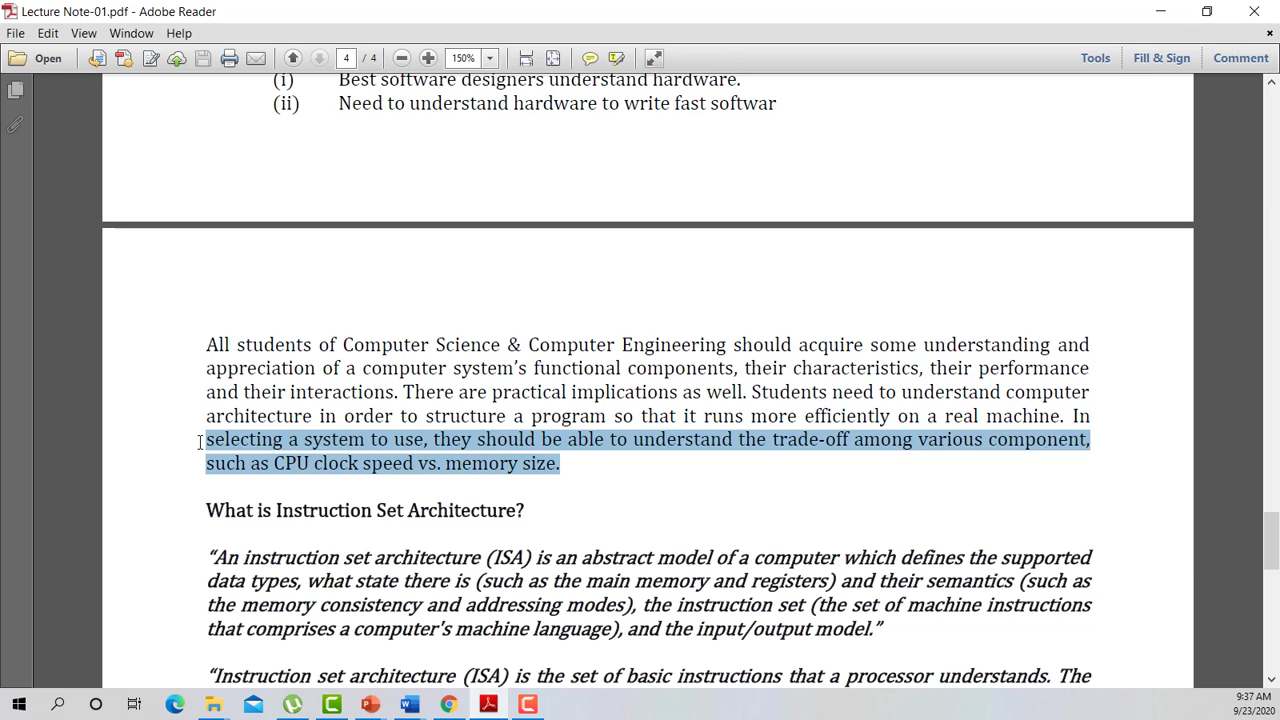 Lecture Note-01.pdf - Adobe Reader
File Edit View Window Help
Open 4 / 4 150% Tools Fill & Sign Comment
(i) Best software designers understand hardware.
(ii) Need to understand hardware to write fast softwar
All students of Computer Science & Computer Engineering should acquire some understanding and
appreciation of a computer system's functional components, their characteristics, their performance
and their interactions. There are practical implications as well. Students need to understand computer
architecture in order to structure a program so that it runs more efficiently on a real machine. In
selecting a system to use, they should be able to understand the trade-off among various component,
such as CPU clock speed vs. memory size.
What is Instruction Set Architecture?
“An instruction set architecture (ISA) is an abstract model of a computer which defines the supported
data types, what state there is (such as the main memory and registers) and their semantics (such as
the memory consistency and addressing modes), the instruction set (the set of machine instructions
that comprises a computer's machine language), and the input/output model.”
“Instruction set architecture (ISA) is the set of basic instructions that a processor understands. The
9:37 AM
9/23/2020